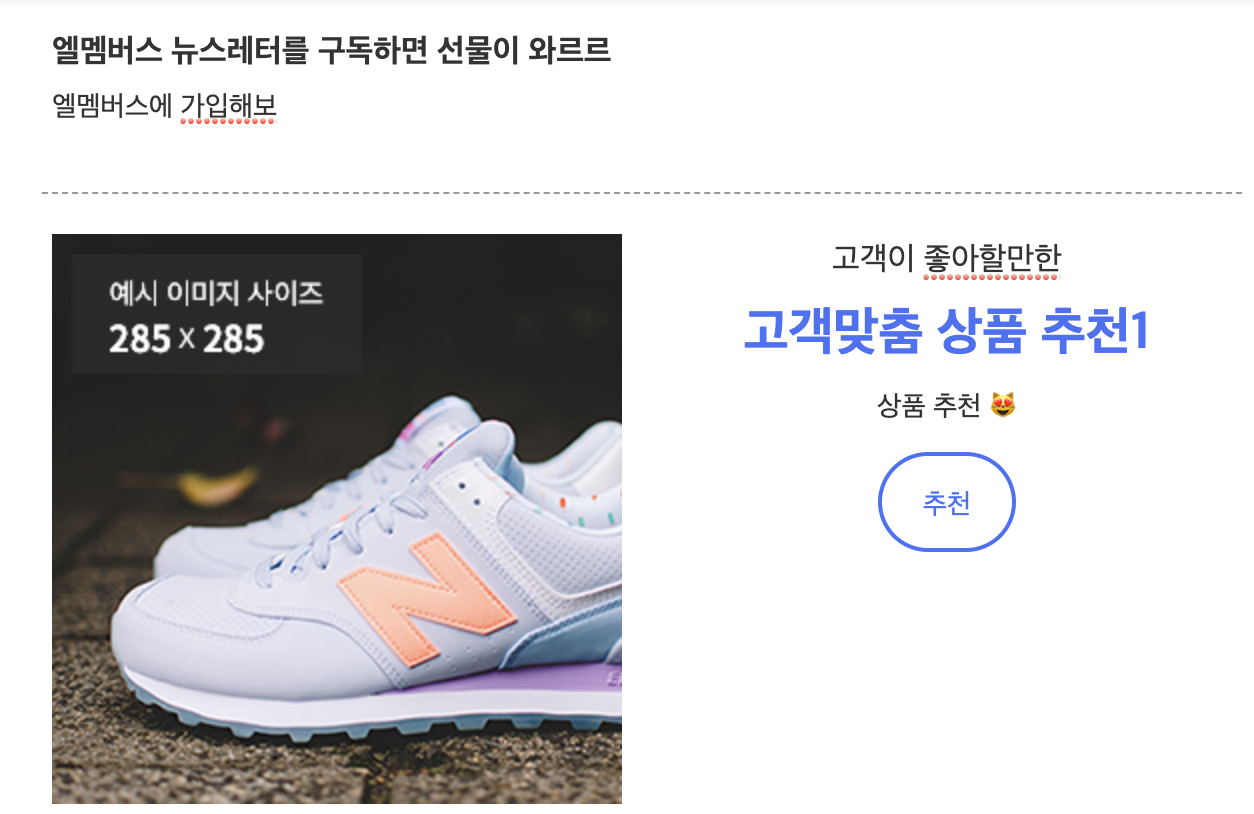 엘멤버스 뉴스레터를 구독하면 선물이 와르르
엘멤버스에 가입해보
예시 이미지 사이즈
285 x 285
N
고객이 좋아할만한
고객맞춤 상품 추천1
상품 추천 😻
추천